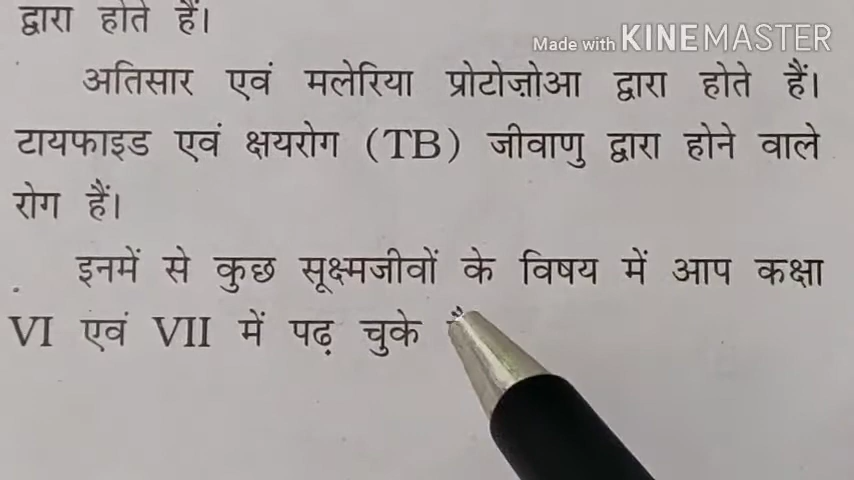 Made with KINEMASTER
द्वारा होते हैं।
अतिसार एवं मलेरिया प्रोटोज़ोआ द्वारा होते हैं।
टायफाइड एवं क्षयरोग (TB) जीवाणु द्वारा होने वाले
रोग हैं।
इनमें से कुछ सूक्ष्मजीवों के विषय में आप कक्षा
VI एवं VII में पढ़ चुके